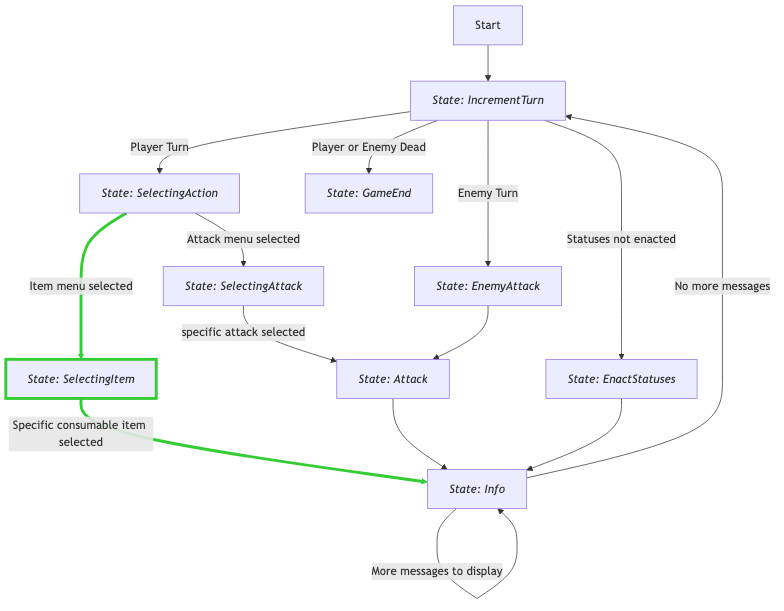 Start
State: IncrementTurn
Player Turn
Player or Enemy Dead
State: SelectingAction
State: GameEnd
Enemy Turn
Attack menu selected
Statuses not enacted
Item menu selected
State: SelectingAttack
State: EnemyAttack
No more messages
specific attack selected
State: SelectingItem
State: Attack
State: EnactStatuses
Specific consumable item
selected
State: Info
More messages to display